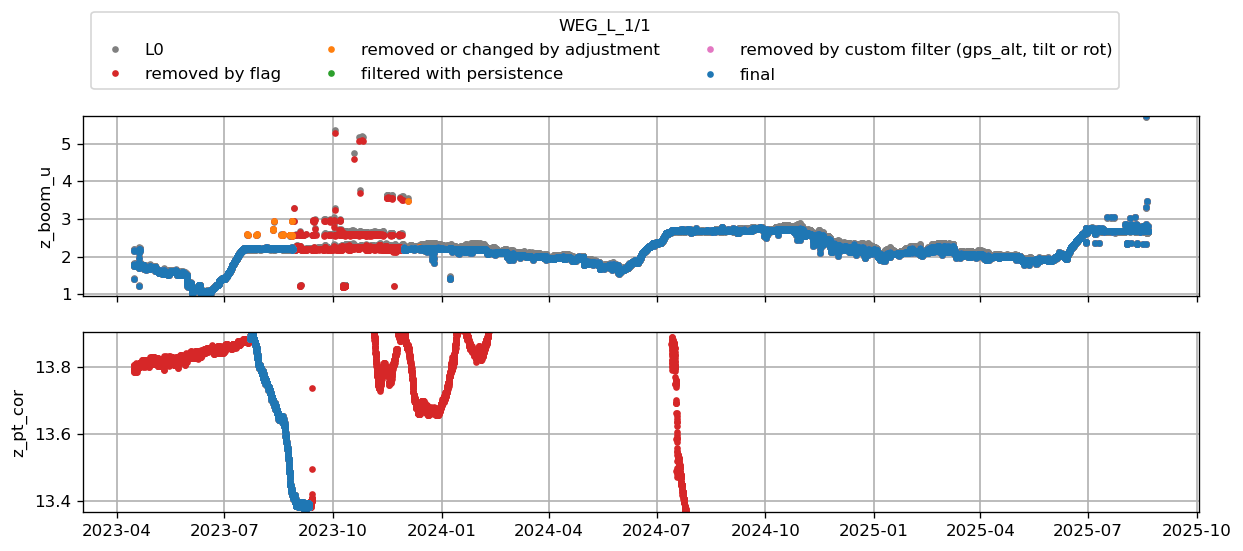 WEG_L_1/1
L0
removed or changed by adjustment
removed by custom filter (gps_alt, tilt or rot)
removed by flag
filtered with persistence
final
z_boom_u
5
4
3
2
1
z_pt_cor
13.8
13.6
13.4
2023-04 2023-07 2023-10 2024-01 2024-04 2024-07 2024-10 2025-01 2025-04 2025-07 2025-10